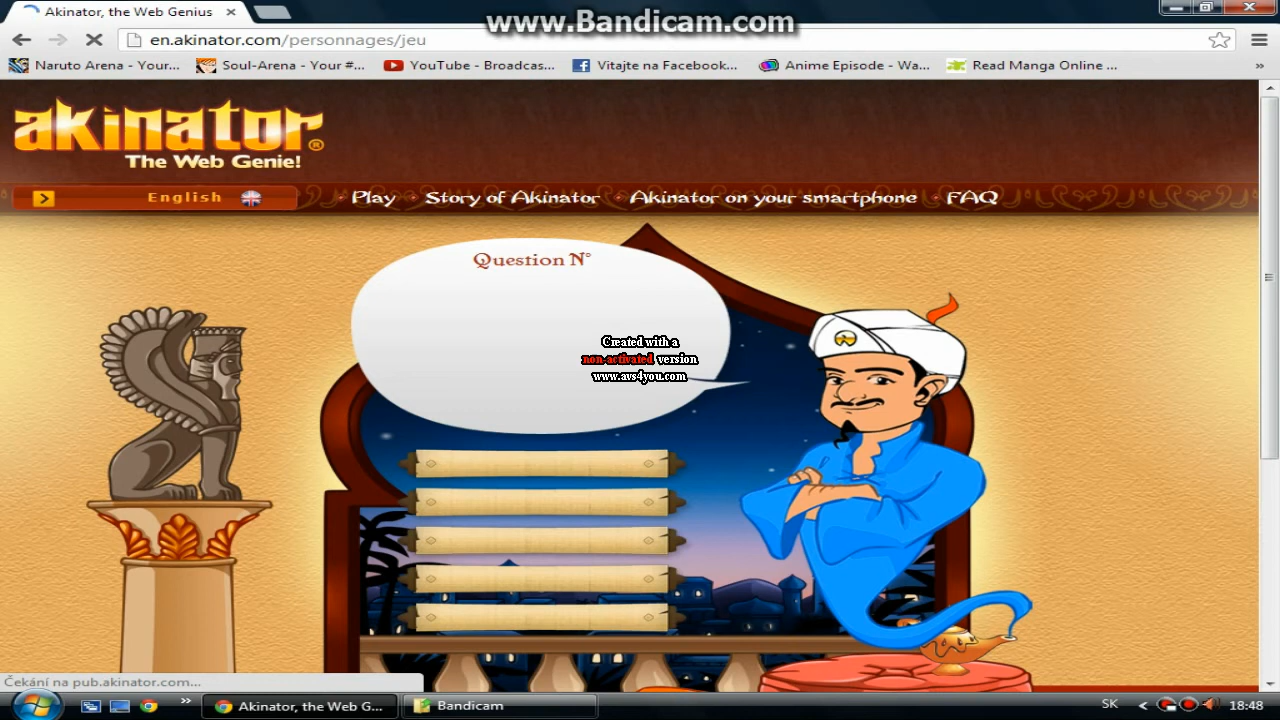 Akinator, the Web Genius
www.Bandicam.com
en.akinator.com/personnages/jeu
Naruto Arena - Your...
Soul-Arena - Your #...
YouTube - Broadcas...
Vitajte na Facebook...
Anime Episode - Wa...
Read Manga Online ...
»
akinator®
The Web Genie!
English
Play
Story of Akinator
Akinator on your smartphone
FAQ
Question N°
Created with a
non-activated version
www.avs4you.com
Čekání na pub.akinator.com...
»
Akinator, the Web G...
Bandicam
SK
18:48